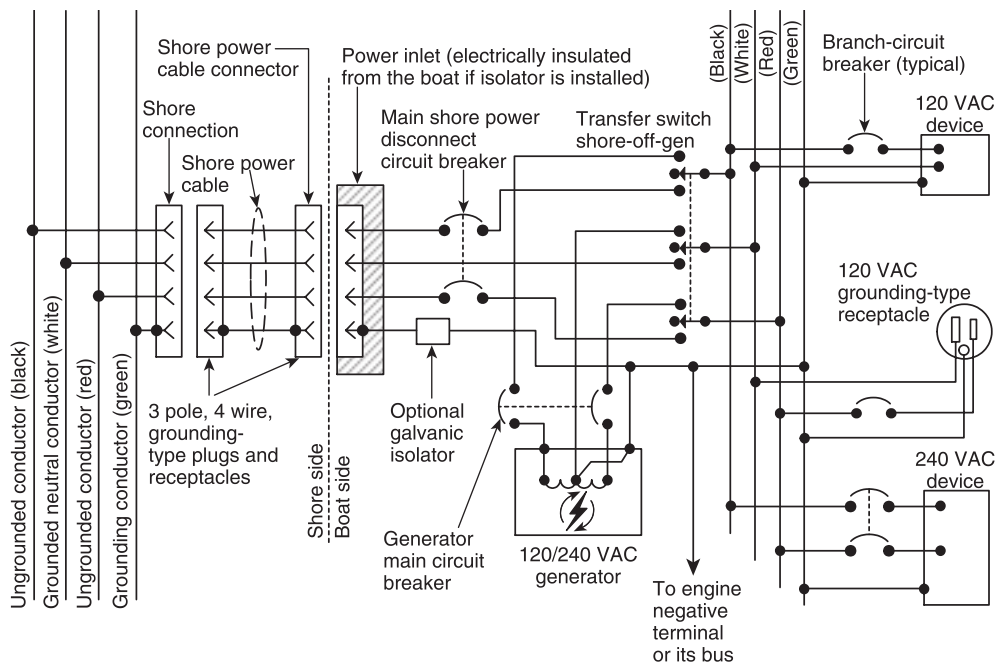 Shore power
cable connector
Power inlet (electrically insulated
from the boat if isolator is installed)
(Black)
(White)
(Red)
(Green)
Branch-circuit
breaker (typical)
Shore
connection
Main shore power
disconnect
circuit breaker
Transfer switch
shore-off-gen
120 VAC
device
Shore power
cable
120 VAC
grounding-type
receptacle
Ungrounded conductor (black)
Grounded neutral conductor (white)
Ungrounded conductor (red)
Grounding conductor (green)
3 pole, 4 wire,
grounding-
type plugs and
receptacles
Shore side
Boat side
Optional
galvanic
isolator
240 VAC
device
Generator
main circuit
breaker
120/240 VAC
generator
To engine
negative
terminal
or its bus